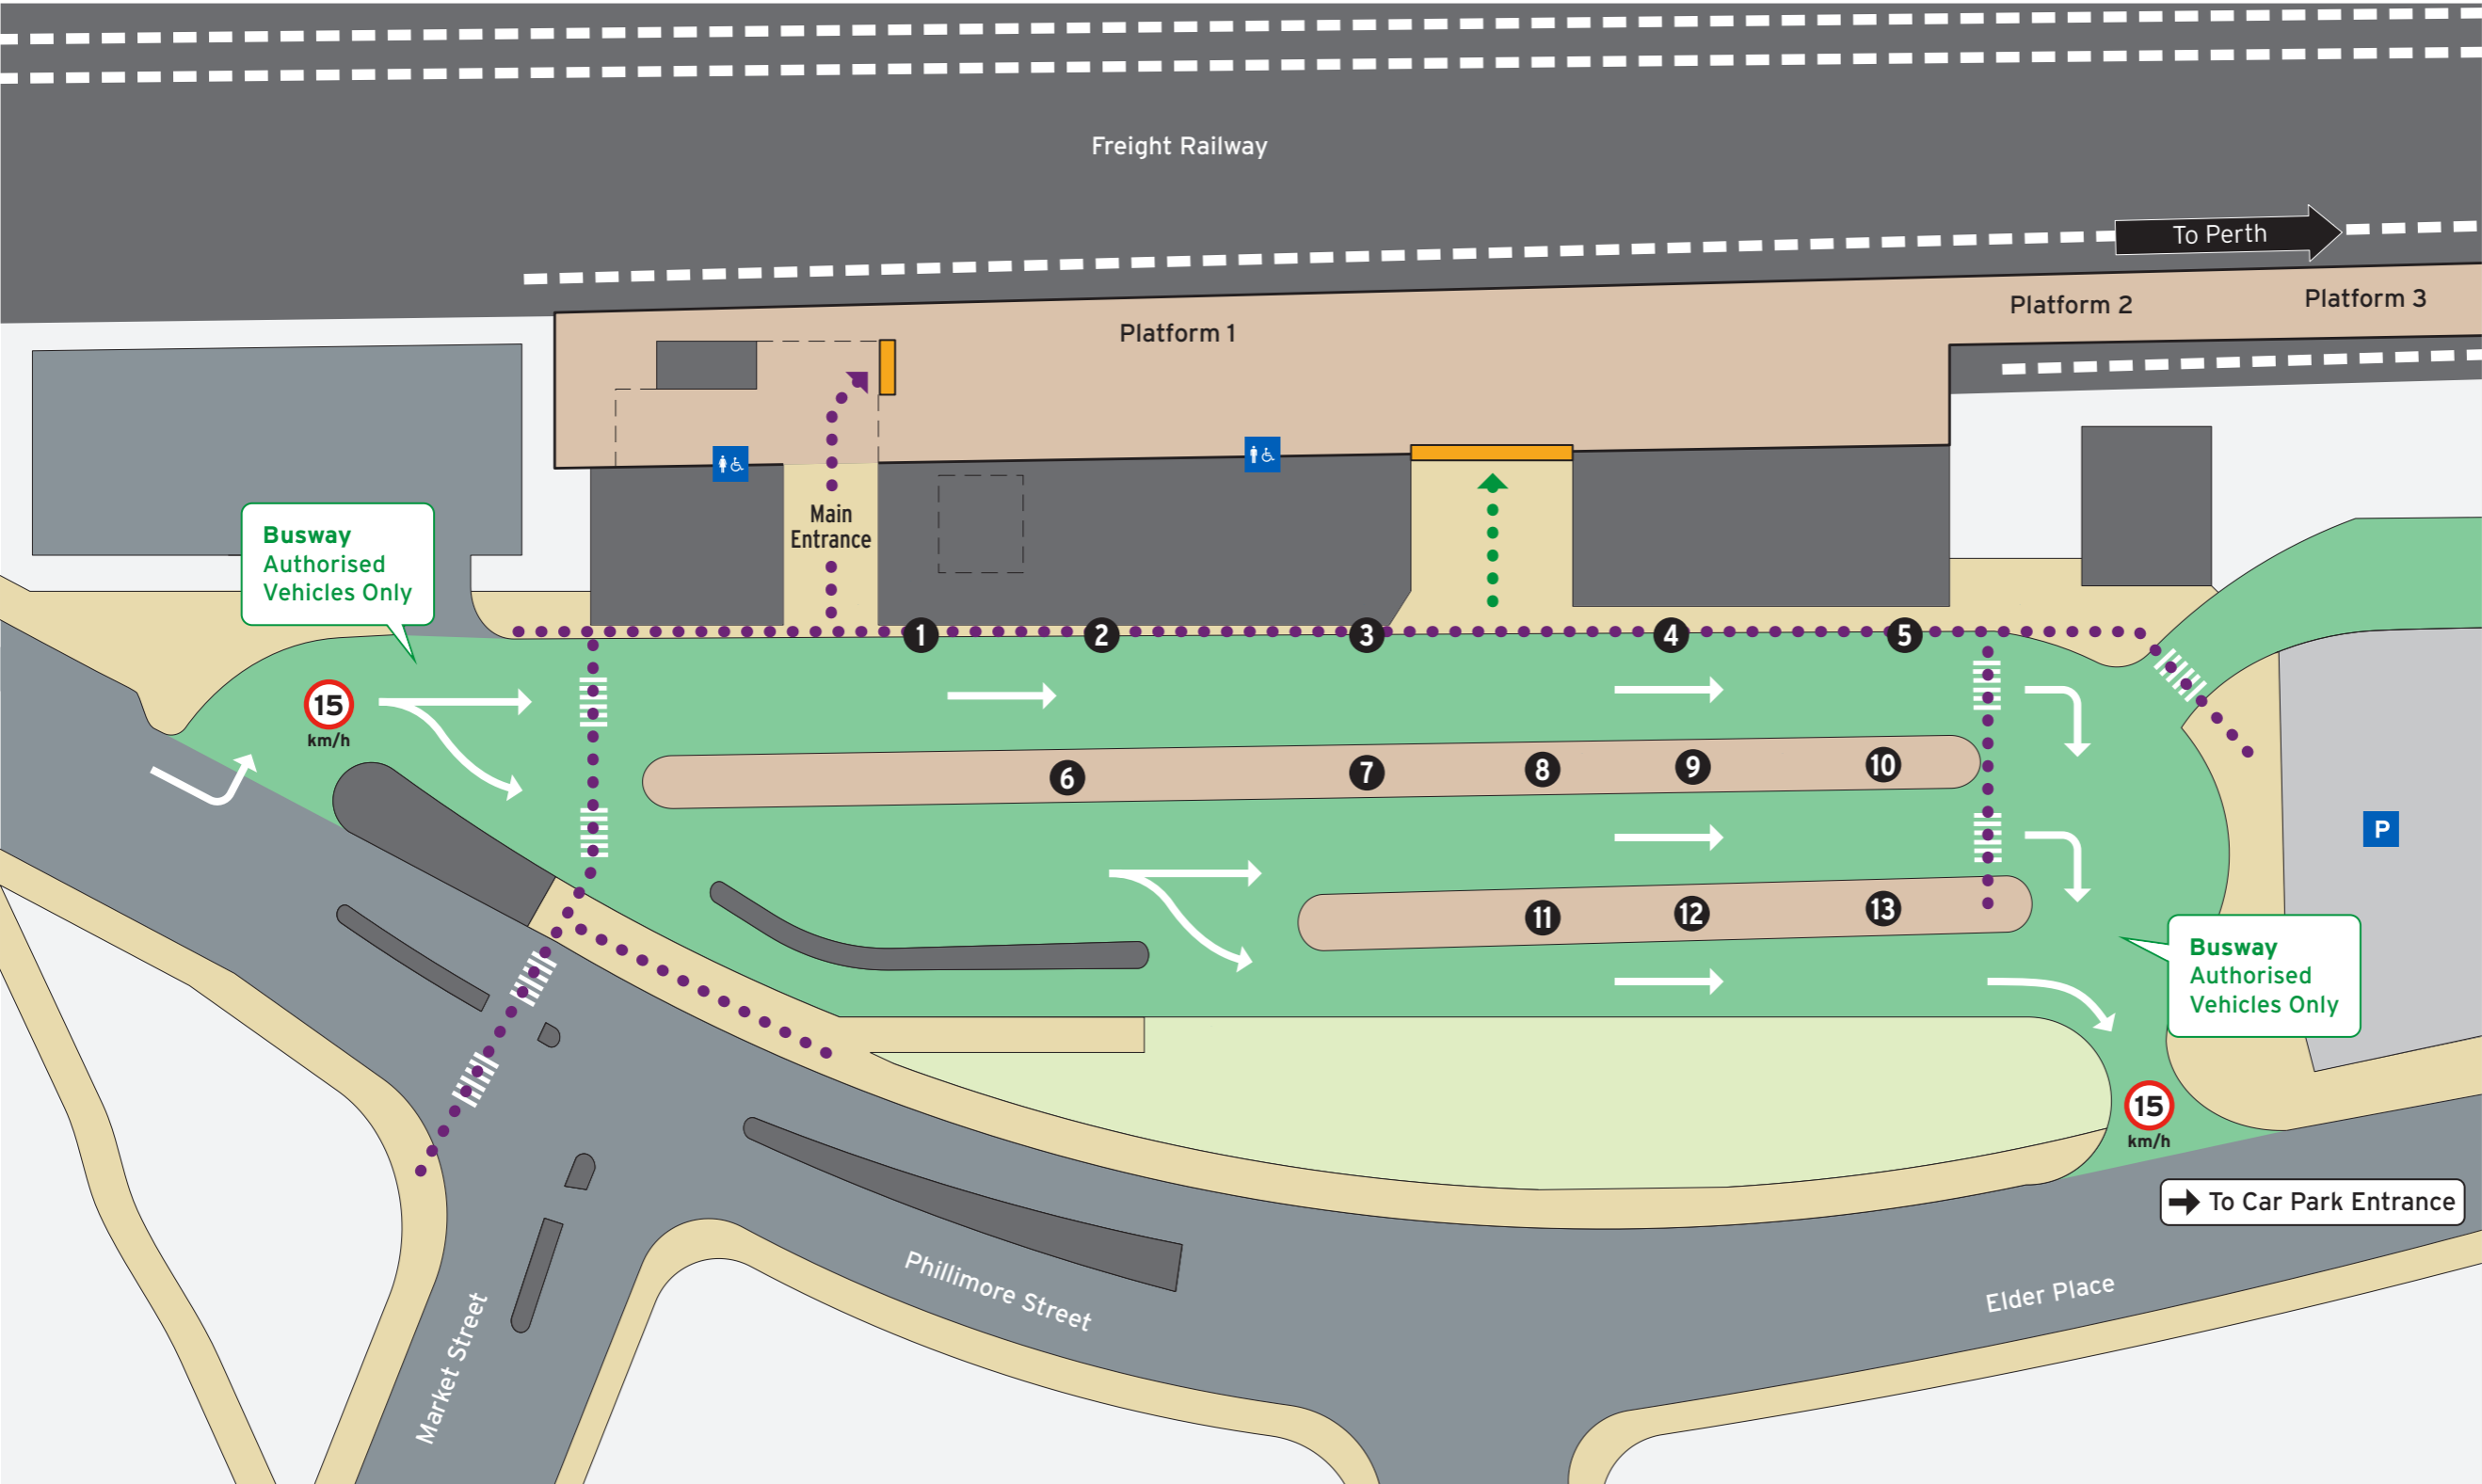 Freight Railway
To Perth
Platform 1
Platform 2
Platform 3
Main
Entrance
Busway
Authorised
Vehicles Only
1
2
3
4
5
15
km/h
6
7
8
9
10
P
11
12
13
Busway
Authorised
Vehicles Only
15
km/h
To Car Park Entrance
Phillimore Street
Elder Place
Market Street